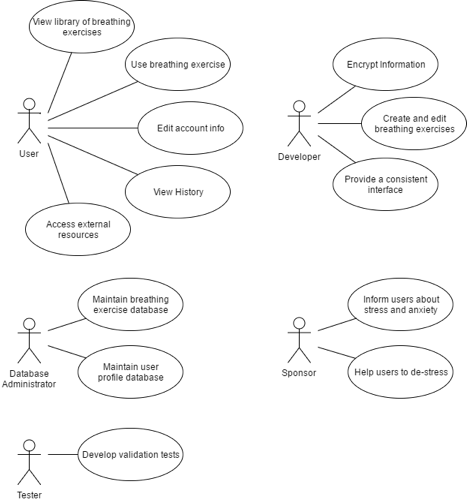 View library of breathing
exercises
Use breathing exercise
Edit account info
User
View History
Access external
resources
Encrypt Information
Create and edit
breathing exercises
Developer
Provide a consistent
interface
Maintain breathing
exercise database
Database
Administrator
Maintain user
profile database
Inform users about
stress and anxiety
Sponsor
Help users to de-stress
Develop validation tests
Tester